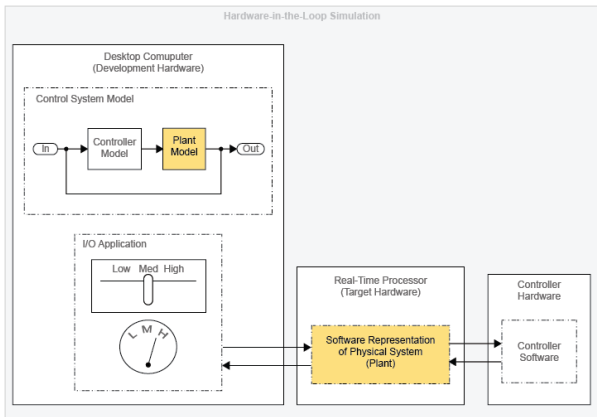 Hardware-in-the-Loop Simulation
Desktop Comuputer
(Development Hardware)
Control System Model
In
Controller
Model
Plant
Model
Out
I/O Application
Low Med High
L M H
Real-Time Processor
(Target Hardware)
Software Representation
of Physical System
(Plant)
Controller
Hardware
Controller
Software